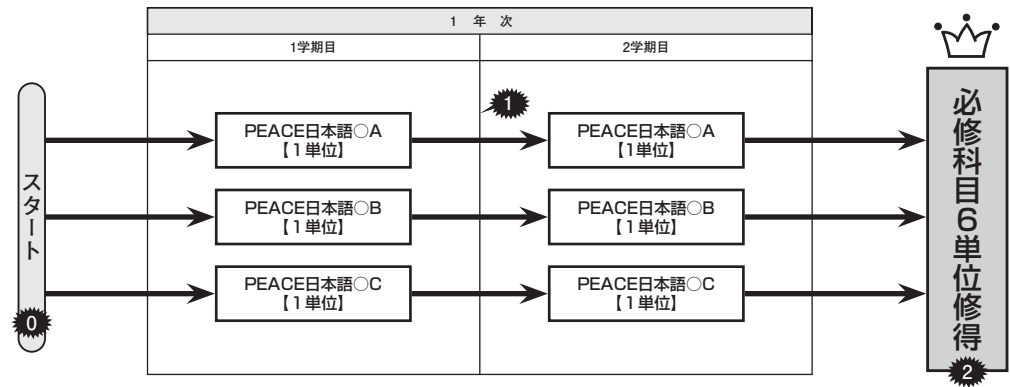 1 年 次
1学期目
2学期目
スタート
0
PEACE日本語○A
【1単位】
PEACE日本語○B
【1単位】
PEACE日本語○C
【1単位】
1
PEACE日本語○A
【1単位】
PEACE日本語○B
【1単位】
PEACE日本語○C
【1単位】
必修科目6単位修得
2